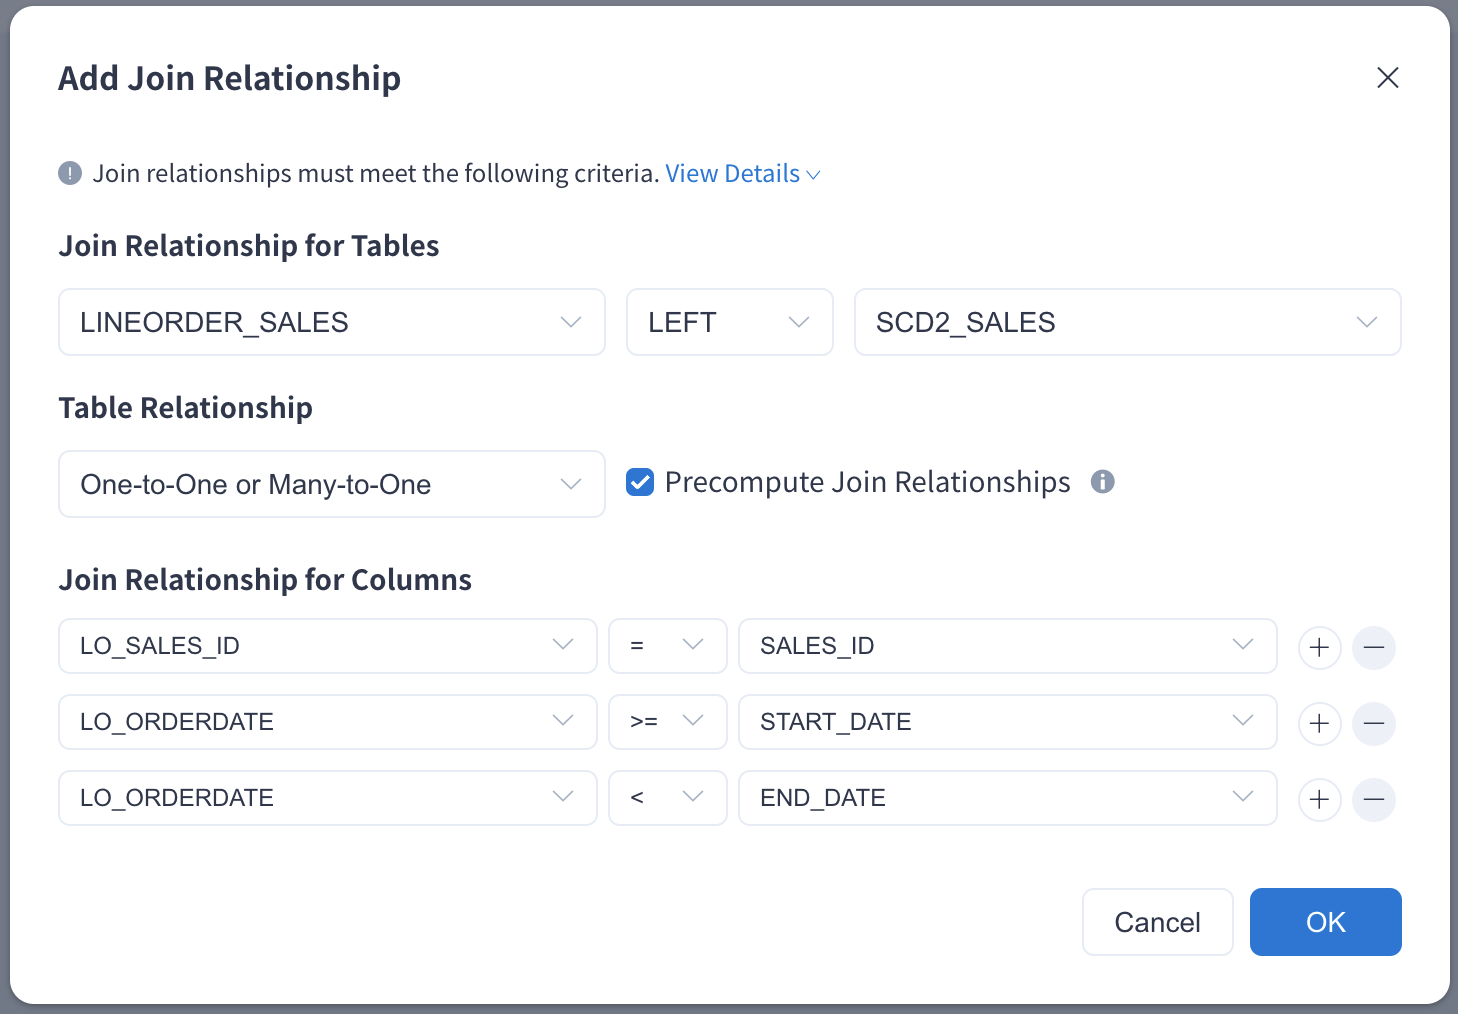 Add Join Relationship
Join relationships must meet the following criteria. View Details
Join Relationship for Tables
LINEORDER_SALES LEFT SCD2_SALES
Table Relationship
One-to-One or Many-to-One Precompute Join Relationships
Join Relationship for Columns
LO_SALES_ID = SALES_ID
LO_ORDERDATE >= START_DATE
LO_ORDERDATE < END_DATE
Cancel OK